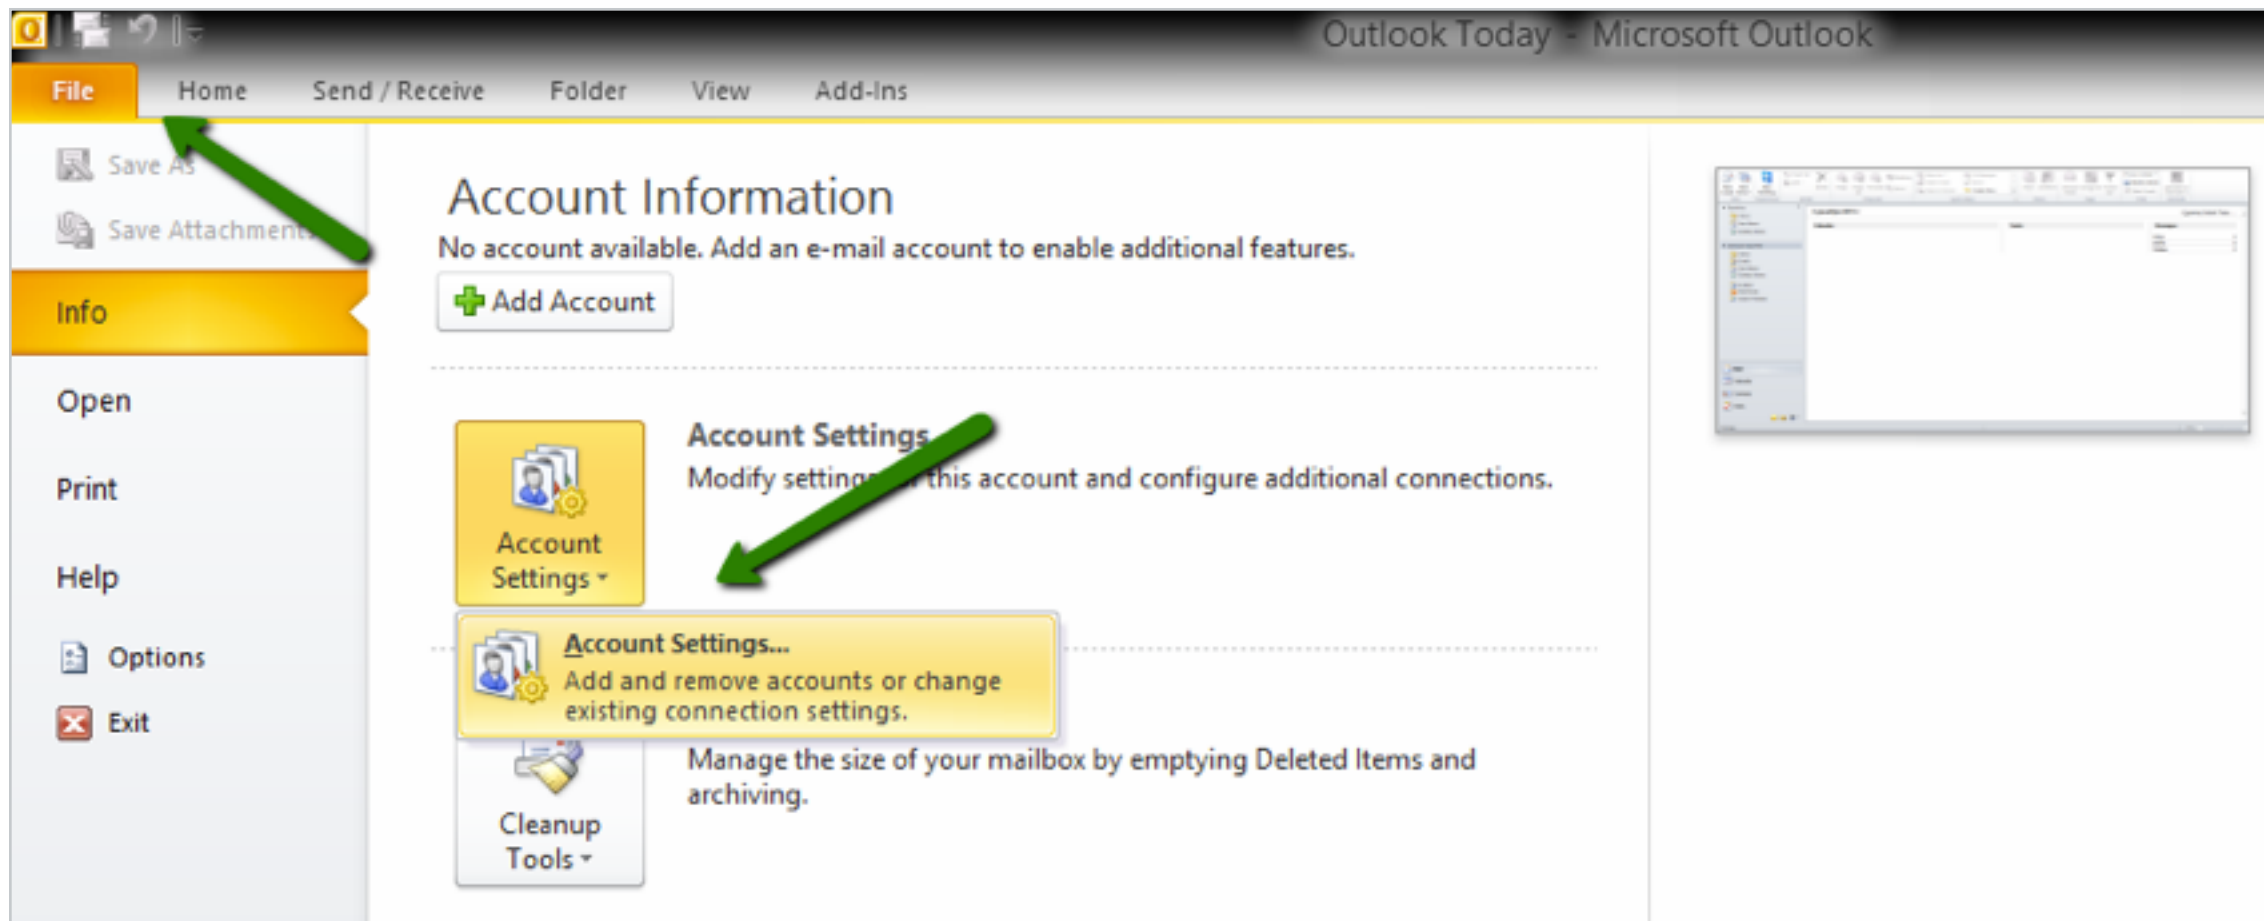 Outlook Today - Microsoft Outlook
File Home Send / Receive Folder View Add-Ins
Save As
Save Attachments
Info
Open
Print
Help
Options
Exit
Account Information
No account available. Add an e-mail account to enable additional features.
Add Account
Account
Settings
Account Settings
Modify settings this account and configure additional connections.
Account Settings...
Add and remove accounts or change
existing connection settings.
Cleanup
Tools
Manage the size of your mailbox by emptying Deleted Items and
archiving.